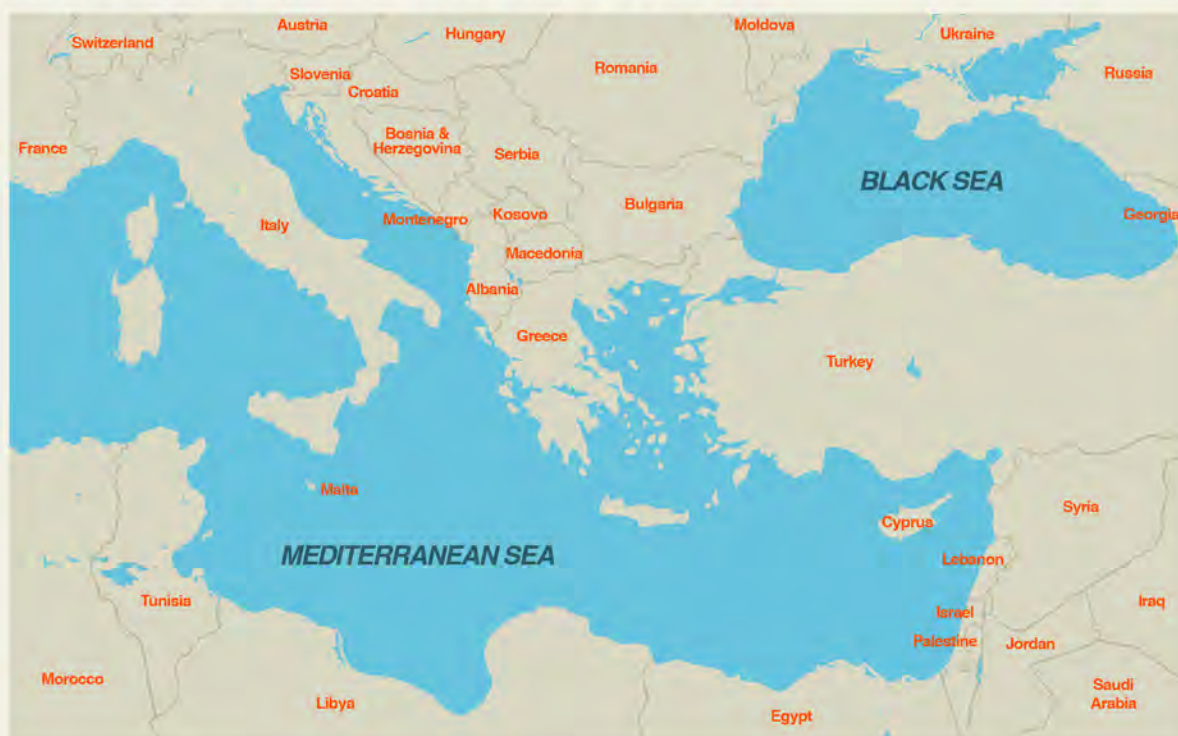 Moldova
Austria
Ukraine
Hungary
Switzerland
Romania
Slovenia
Russia
Croatia
Bosnia &
Herzegovina
France
Serbia
BLACK SEA
Bulgaria
Georgia
Kosovo
Montenegro
Italy
Macedonia
Albania
Greece
Turkey
Malta
Syria
Cyprus
MEDITERRANEAN SEA
Lebanon
Tunisia
Iraq
Israel
Palestine
Jordan
Morocco
Saudi
Arabia
Libya
Egypt